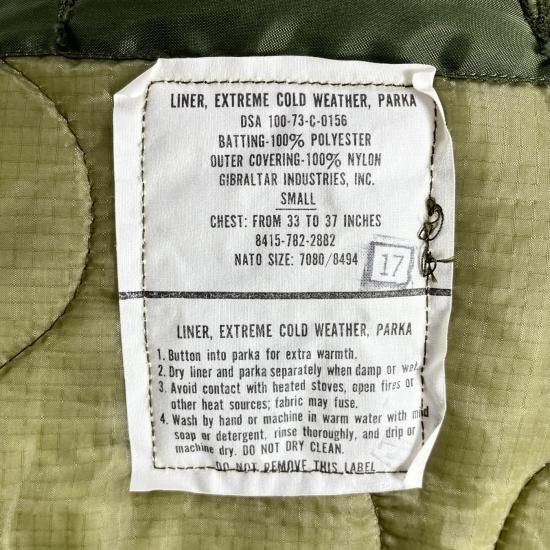 LINER, EXTREME COLD WEATHER, PARKA
DSA 100-73-C-0156
BATTING-100% POLYESTER
OUTER COVERING-100% NYLON
GIBRALTAR INDUSTRIES, INC.
SMALL
CHEST: FROM 33 TO 37 INCHES
8415-782-2882
NATO SIZE: 7080/8494
17
LINER, EXTREME COLD WEATHER, PARKA
1. Button into parka for extra warmth.
2. Dry liner and parka separately when damp or wet.
3. Avoid contact with heated stoves, open fires or
other heat sources; fabric may fuse.
4. Wash by hand or machine in warm water with mild
soap or detergent, rinse thoroughly, and drip or
machine dry. DO NOT DRY CLEAN.
DO NOT REMOVE THIS LABEL